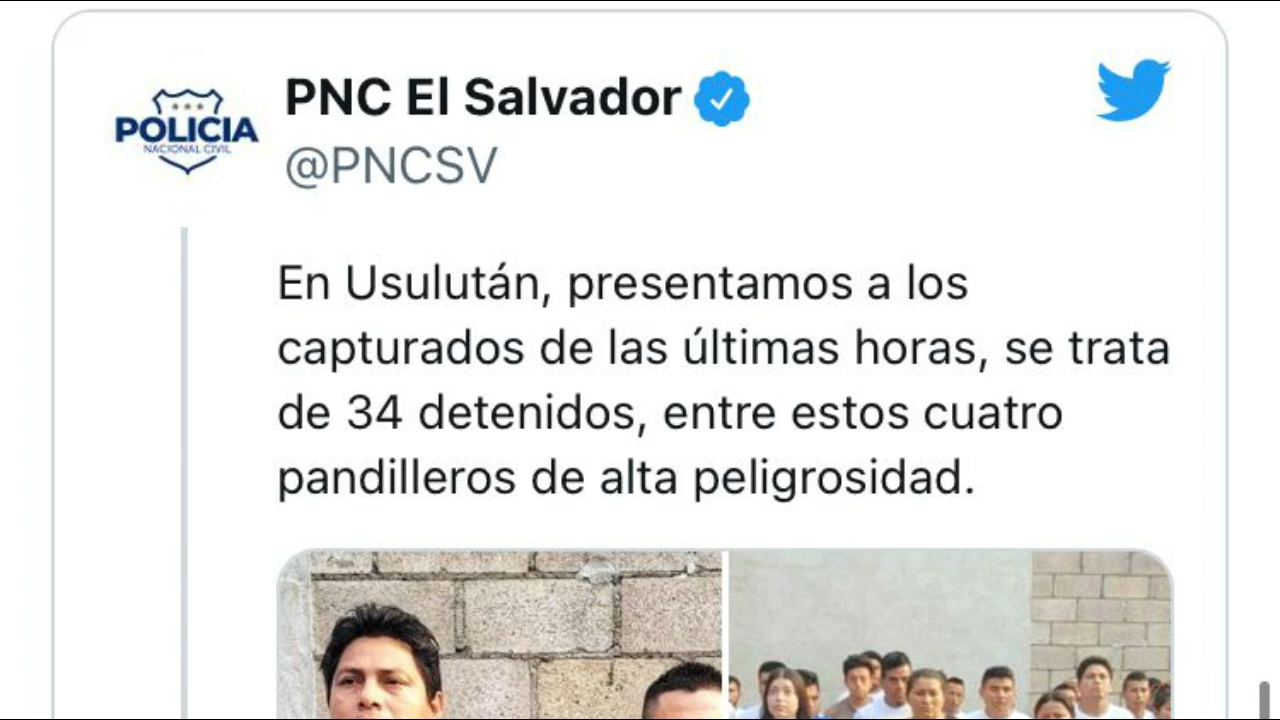 POLICIA
NACIONAL CIVIL
PNC El Salvador
@PNCSV
En Usulután, presentamos a los
capturados de las últimas horas, se trata
de 34 detenidos, entre estos cuatro
pandilleros de alta peligrosidad.